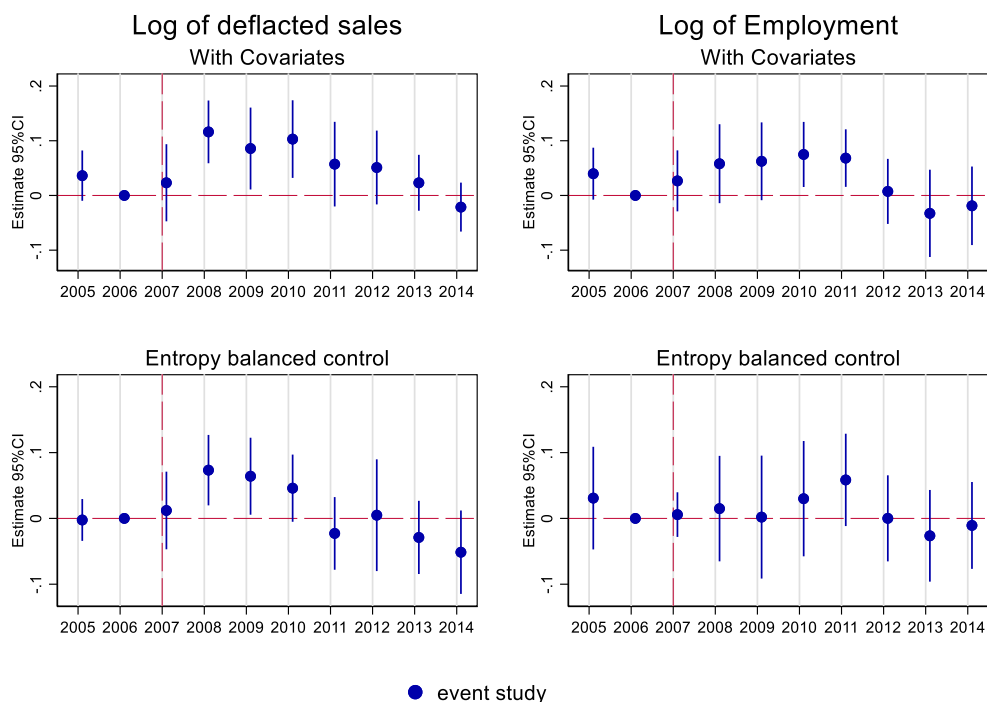 Log of deflacted sales
With Covariates
Estimate 95%CI
.2
.1
0
-.1
2005 2006 2007 2008 2009 2010 2011 2012 2013 2014
Log of Employment
With Covariates
Estimate 95%CI
.2
.1
0
-.1
2005 2006 2007 2008 2009 2010 2011 2012 2013 2014
Entropy balanced control
Estimate 95%CI
.2
.1
0
-.1
2005 2006 2007 2008 2009 2010 2011 2012 2013 2014
Entropy balanced control
Estimate 95%CI
.2
.1
0
-.1
2005 2006 2007 2008 2009 2010 2011 2012 2013 2014
event study